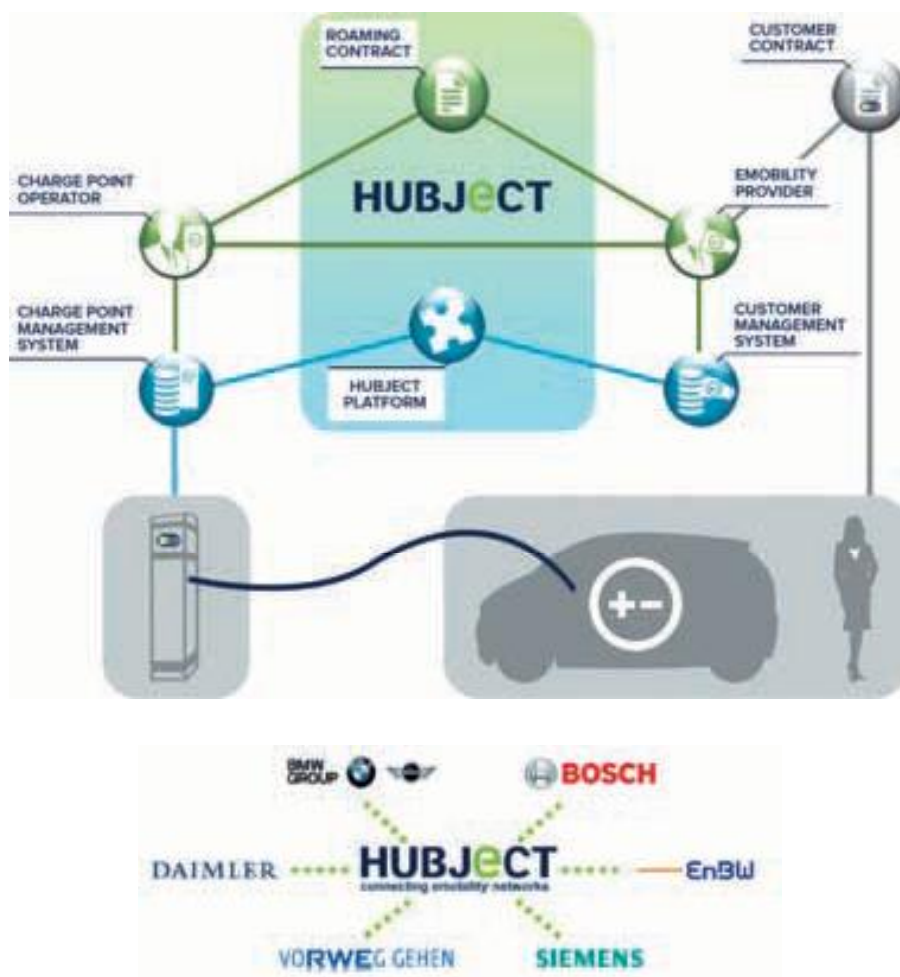 ROAMING
CONTRACT
CUSTOMER
CONTRACT
CHARGE POINT
OPERATOR
HUBJeCT
EMOBILITY
PROVIDER
CHARGE POINT
MANAGEMENT
SYSTEM
CUSTOMER
MANAGEMENT
SYSTEM
HUBJECT
PLATFORM
BMW
GROUP
BOSCH
DAIMLER
HUBJeCT
connecting emobility networks
EnBW
VORWEG GEHEN
SIEMENS